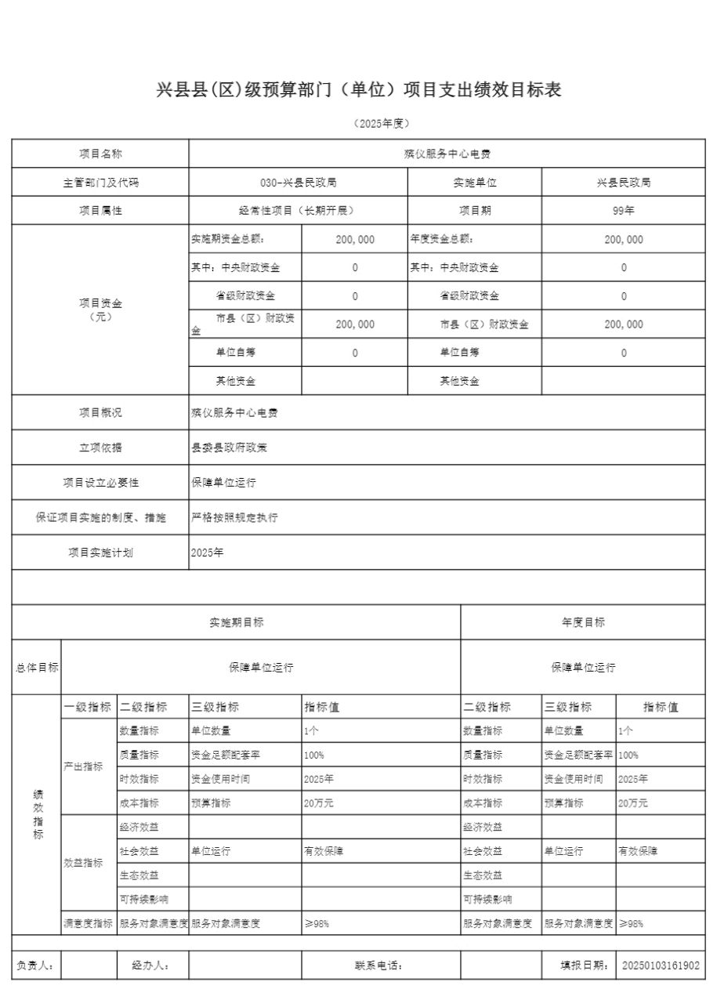 兴县县(区)级预算部门（单位）项目支出绩效目标表
（2025年度）
项目名称 殡仪服务中心电费
主管部门及代码 030-兴县民政局 实施单位 兴县民政局
项目属性 经常性项目（长期开展） 项目期 99年
项目资金
（元）
实施期资金总额： 200,000 年度资金总额： 200,000
其中：中央财政资金 0 其中：中央财政资金 0
省级财政资金 0 省级财政资金 0
市县（区）财政资
金 200,000 市县（区）财政资金 200,000
单位自筹 0 单位自筹 0
其他资金 其他资金
项目概况 殡仪服务中心电费
立项依据 县委县政府政策
项目设立必要性 保障单位运行
保证项目实施的制度、措施 严格按照规定执行
项目实施计划 2025年
实施期目标 年度目标
总体目标 保障单位运行 保障单位运行
绩
效
指
标
一级指标 二级指标 三级指标 指标值 二级指标 三级指标 指标值
产出指标
数量指标 单位数量 1个 数量指标 单位数量 1个
质量指标 资金足额配套率 100% 质量指标 资金足额配套率 100%
时效指标 资金使用时间 2025年 时效指标 资金使用时间 2025年
成本指标 预算指标 20万元 成本指标 预算指标 20万元
效益指标
经济效益 经济效益
社会效益 单位运行 有效保障 社会效益 单位运行 有效保障
生态效益 生态效益
可持续影响 可持续影响
满意度指标 服务对象满意度 服务对象满意度 ≥98% 服务对象满意度 服务对象满意度 ≥98%
负责人： 经办人： 联系电话： 填报日期： 20250103161902